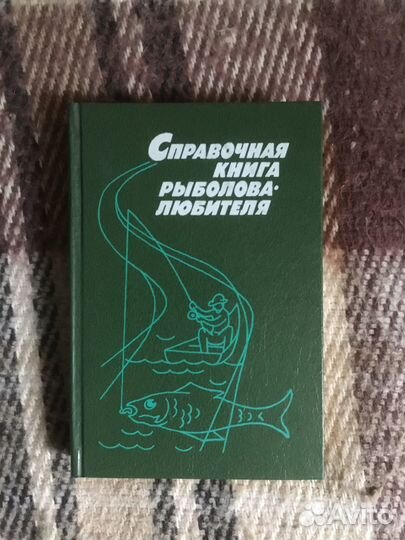 Справочная
книга
рыболова-
любителя
Avito